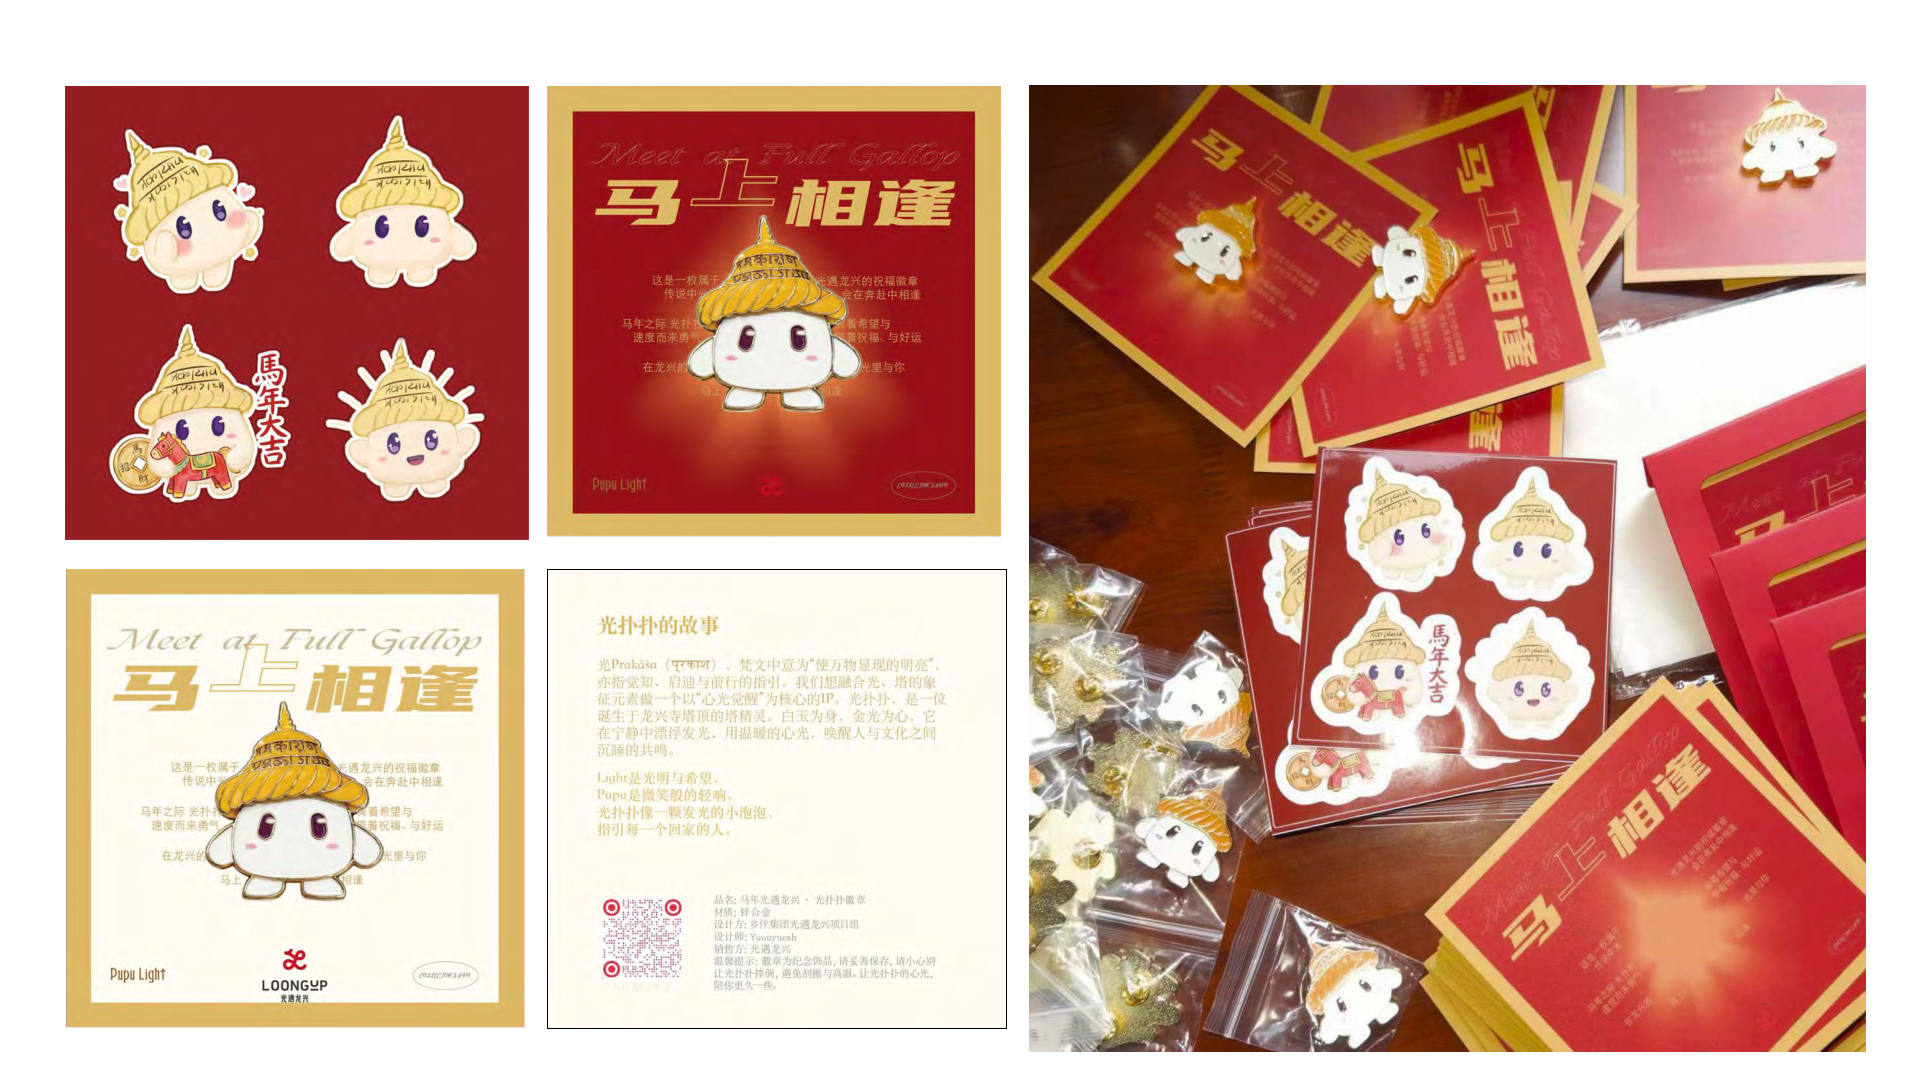 馬年大吉
馬
招
財
Meet at Full Gallop
马上相逢
这是一枚属于
光遇龙兴的祝福徽章
传说中
会在奔赴中相逢
马年之际 光扑
着希望与
速度而来勇气
着祝福、与好运
在龙兴的
光里与你
马上
相逢
Pupu Light
Meet at Full Gallop
马上相逢
这是一枚属于
光遇龙兴的祝福徽章
传说中
会在奔赴中相逢
马年之际 光扑
着希望与
速度而来勇气
着祝福、与好运
在龙兴的
光里与你
马上
相逢
Pupu Light
LOONGUP
光遇龙兴
光扑扑的故事
光Prakāśa（पुरकाश），梵文中意为“使万物显现的明亮”，
亦指觉知、启迪与前行的指引。我们想融合光、塔的象
征元素做一个以“心光觉醒”为核心的IP。光扑扑，是一位
诞生于龙兴寺塔顶的塔精灵。白玉为身，金光为心，它
在宁静中漂浮发光，用温暖的心光，唤醒人与文化之间
沉睡的共鸣。
Light是光明与希望，
Pupu是微笑般的轻响。
光扑扑像一颗发光的小泡泡，
指引每一个回家的人。
品名: 马年光遇龙兴 · 光扑扑徽章
材质: 锌合金
设计方: 乡伴集团光遇龙兴项目组
设计师: Yuuuyueah
销售方: 光遇龙兴
温馨提示: 徽章为纪念饰品, 请妥善保存, 请小心别
让光扑扑摔倒, 避免刮擦与高温。让光扑扑的心光,
陪你更久一些。
马上相逢
马上相逢
馬年大吉
Meet at Full Gallop
马上相逢